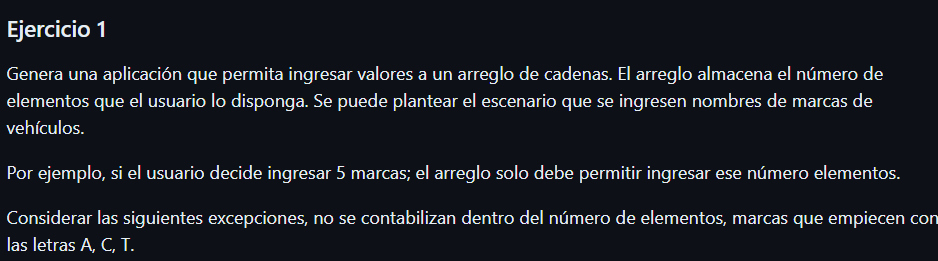 Ejercicio 1
Genera una aplicación que permita ingresar valores a un arreglo de cadenas. El arreglo almacena el número de
elementos que el usuario lo disponga. Se puede plantear el escenario que se ingresen nombres de marcas de
vehículos.
Por ejemplo, si el usuario decide ingresar 5 marcas; el arreglo solo debe permitir ingresar ese número elementos.
Considerar las siguientes excepciones, no se contabilizan dentro del número de elementos, marcas que empiecen con
las letras A, C, T.